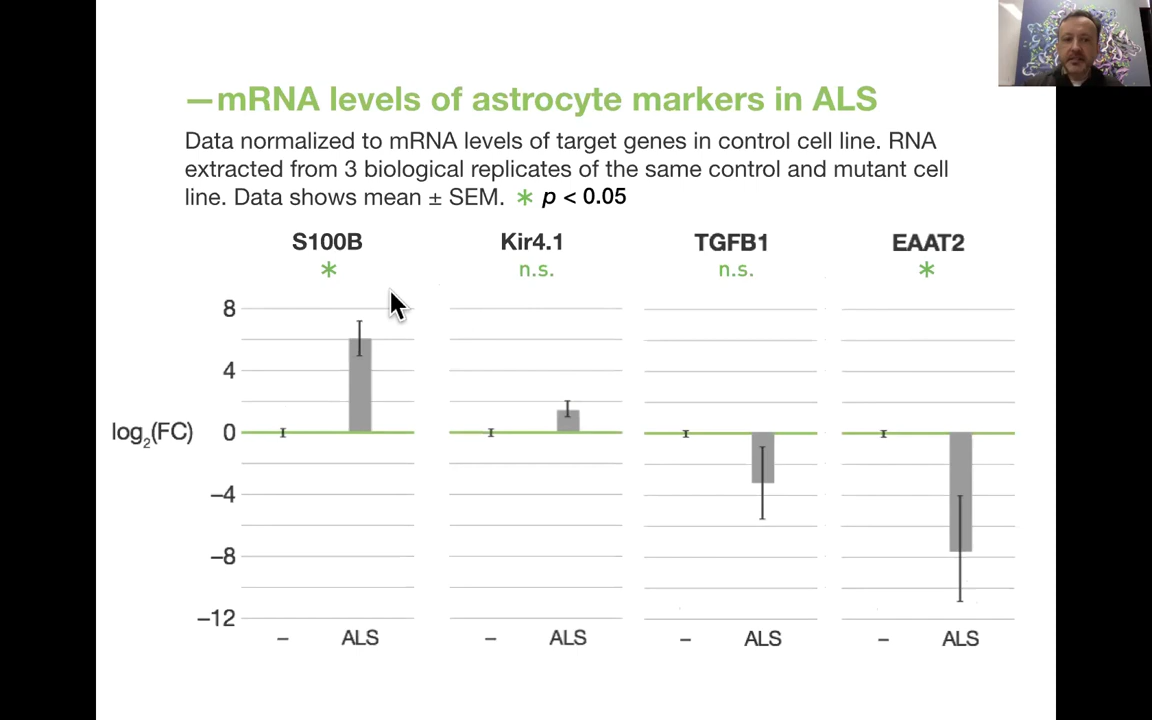 —mRNA levels of astrocyte markers in ALS
Data normalized to mRNA levels of target genes in control cell line. RNA
extracted from 3 biological replicates of the same control and mutant cell
line. Data shows mean ± SEM. * p < 0.05
S100B Kir4.1 TGFB1 EAAT2
* n.s. n.s. *
8
4
log₂(FC) 0
−4
−8
−12
– ALS – ALS – ALS – ALS